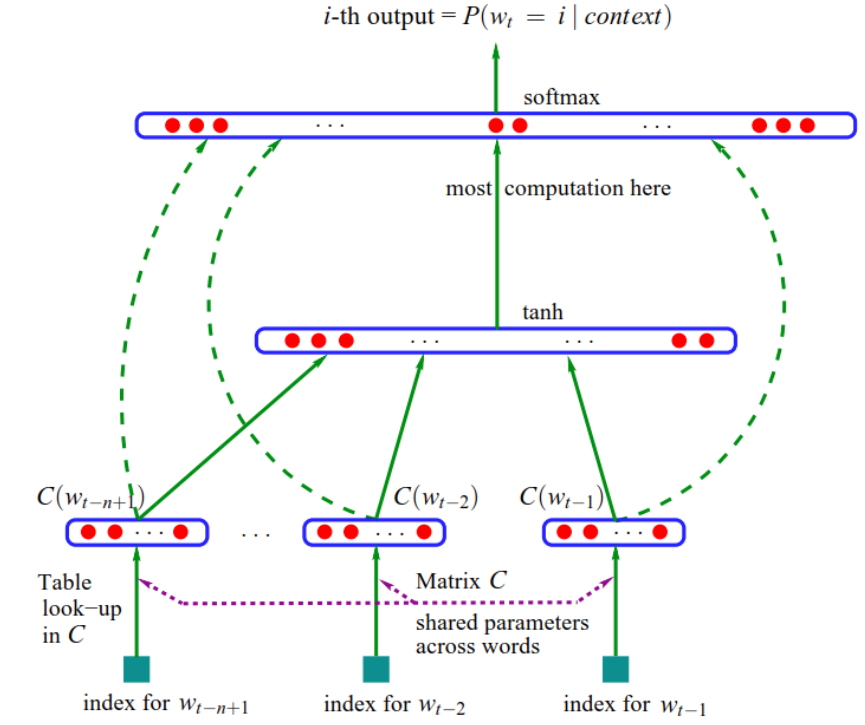 i-th output = P(w_t = i | context)
softmax
. . .
. . .
most computation here
tanh
. . .
. . .
C(w_{t−n+1})
C(w_{t−2})
C(w_{t−1})
. . .
. . .
. . .
. . .
Table
look−up
in C
Matrix C
shared parameters
across words
index for w_{t−n+1}
index for w_{t−2}
index for w_{t−1}